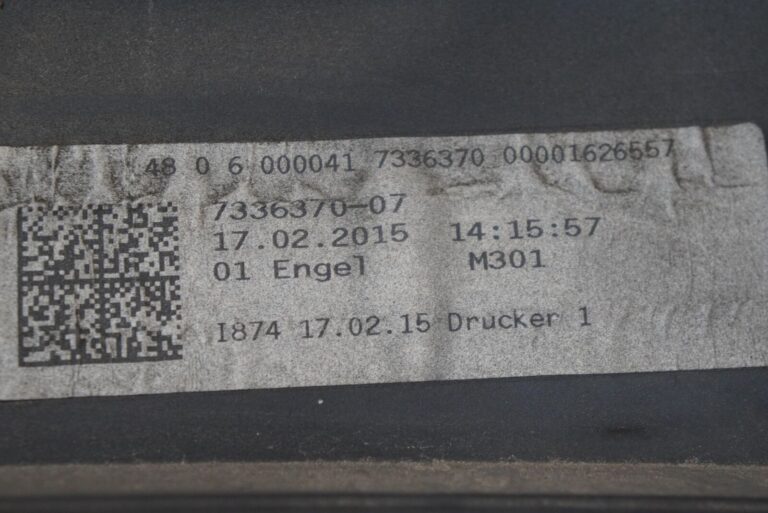 48 0 6 000041 7336370 00001626557
7336370-07
17.02.2015 14:15:57
01 Engel M301
I874 17.02.15 Drucker 1